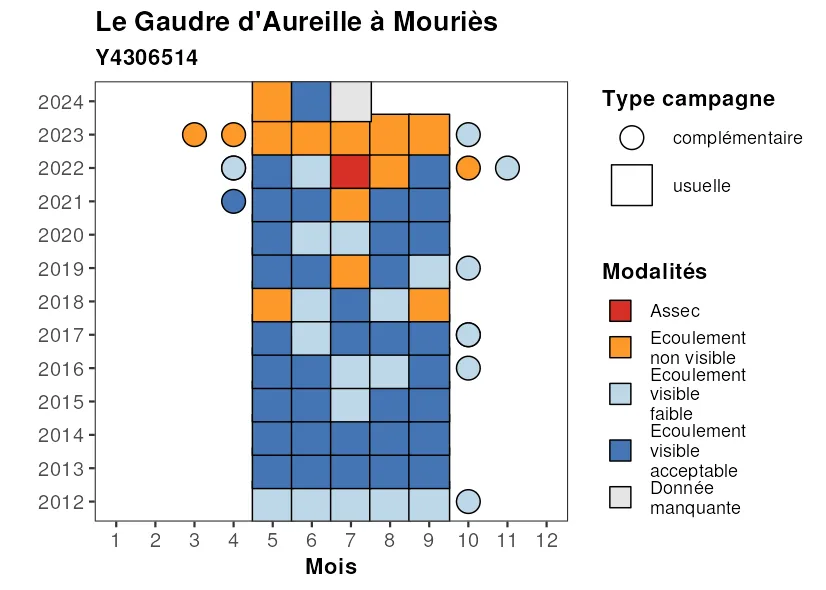 Le Gaudre d'Aureille à Mouriès
Y4306514
2024
2023
2022
2021
2020
2019
2018
2017
2016
2015
2014
2013
2012
1 2 3 4 5 6 7 8 9 10 11 12
Mois
Type campagne
complémentaire
usuelle
Modalités
Assec
Ecoulement
non visible
Ecoulement
visible
faible
Ecoulement
visible
acceptable
Donnée
manquante